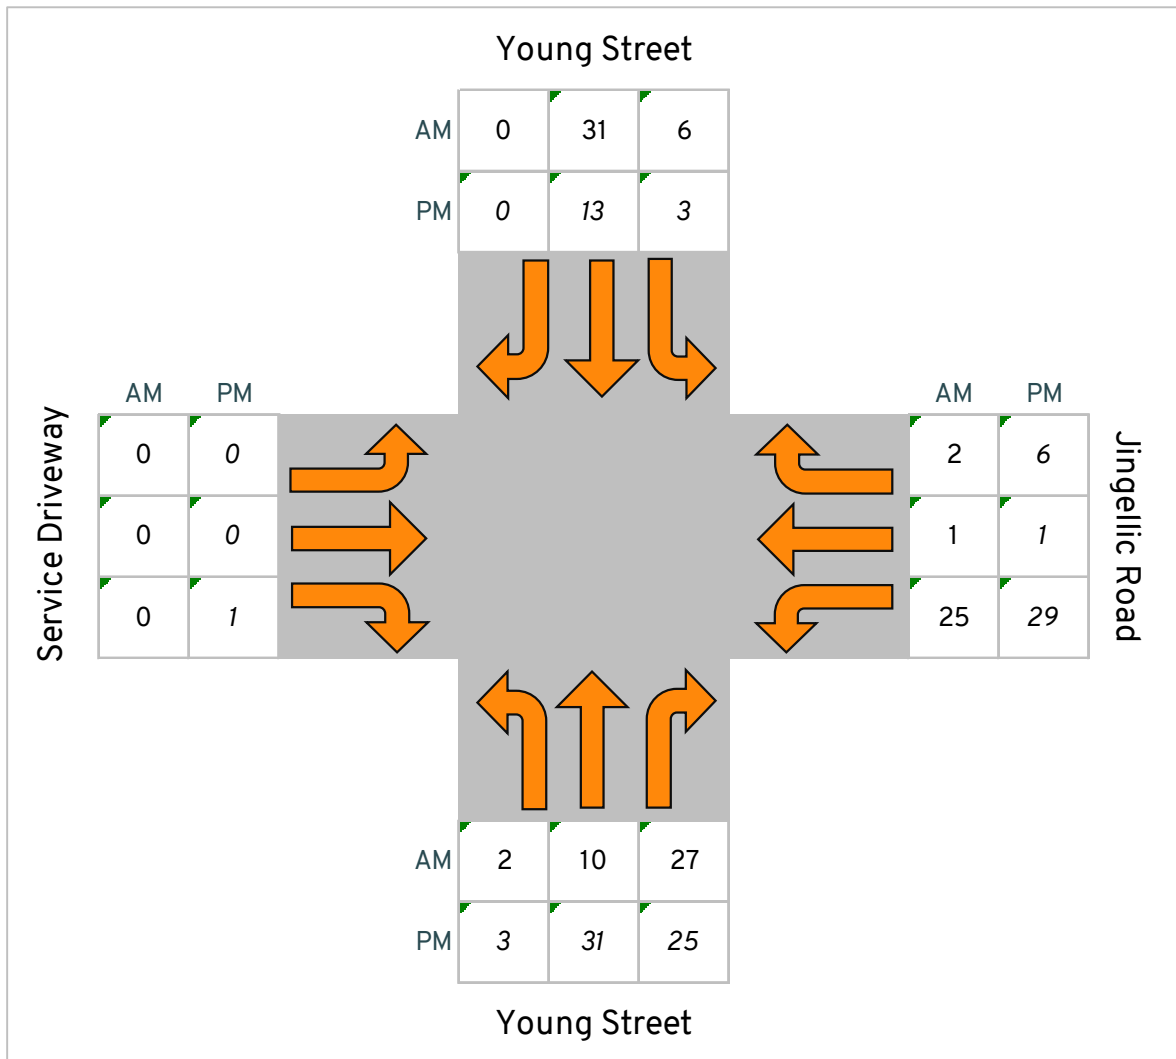 Young Street
AM 0 31 6
PM 0 13 3
AM PM
AM PM
Service Driveway
0 0
0 0
0 1
2 6
1 1
25 29
Jingellic Road
AM 2 10 27
PM 3 31 25
Young Street